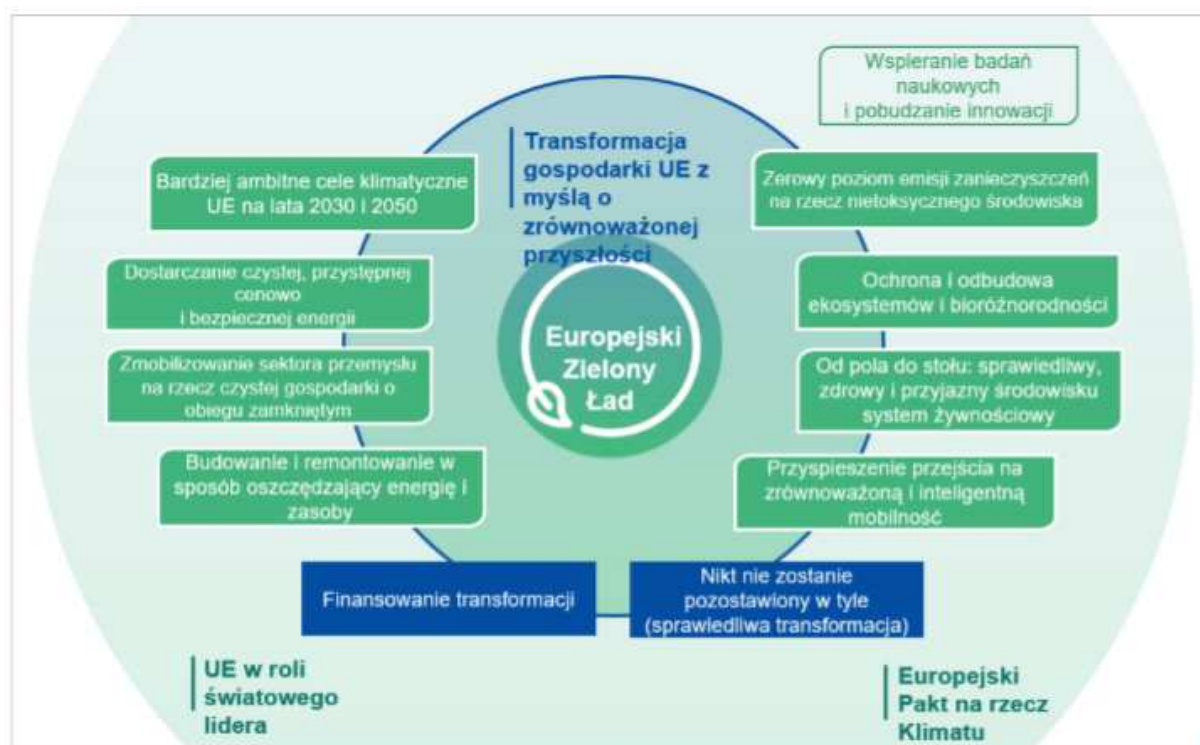 Wspieranie badań
naukowych
i pobudzanie innowacji
Transformacja
gospodarki UE z
myślą o
zrównoważonej
przyszłości
Bardziej ambitne cele klimatyczne
UE na lata 2030 i 2050
Zerowy poziom emisji zanieczyszczeń
na rzecz nietoksycznego środowiska
Dostarczanie czystej, przystępnej
cenowo
i bezpiecznej energii
Ochrona i odbudowa
ekosystemów i bioróżnorodności
Europejski
Zielony
Ład
Zmobilizowanie sektora przemysłu
na rzecz czystej gospodarki o
obiegu zamkniętym
Od pola do stołu: sprawiedliwy,
zdrowy i przyjazny środowisku
system żywnościowy
Budowanie i remontowanie w
sposób oszczędzający energię i
zasoby
Przyspieszenie przejścia na
zrównoważoną i inteligentną
mobilność
Finansowanie transformacji
Nikt nie zostanie
pozostawiony w tyle
(sprawiedliwa transformacja)
UE w roli
światowego
lidera
Europejski
Pakt na rzecz
Klimatu